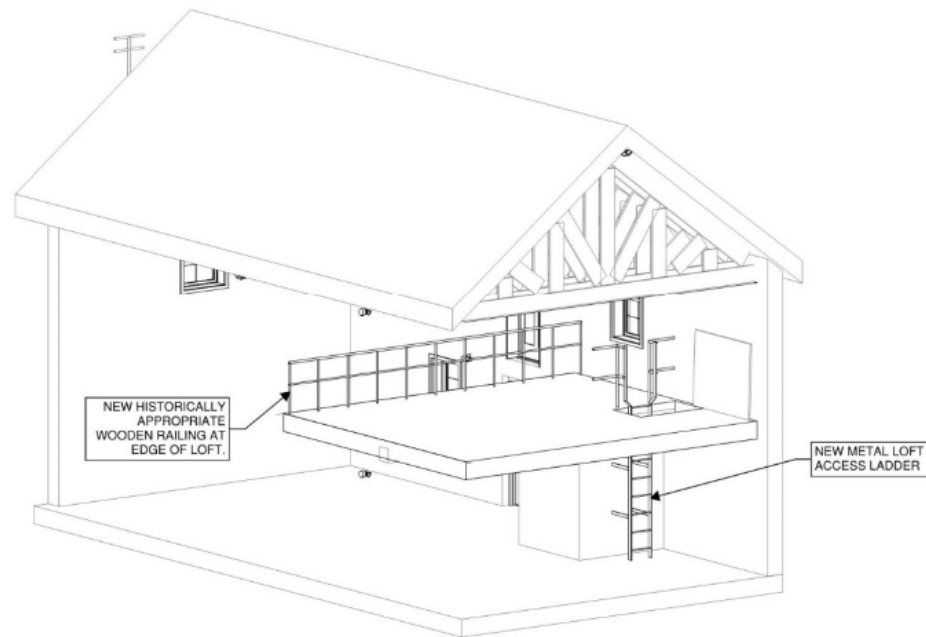 NEW HISTORICALLY
APPROPRIATE
WOODEN RAILING AT
EDGE OF LOFT.
NEW METAL LOFT
ACCESS LADDER